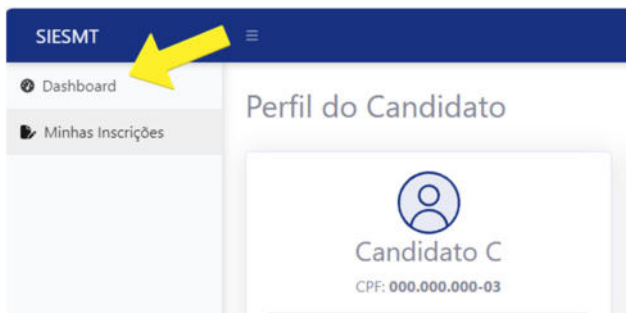 SIESMT
Dashboard
Minhas Inscrições
Perfil do Candidato
Candidato C
CPF: 000.000.000-03